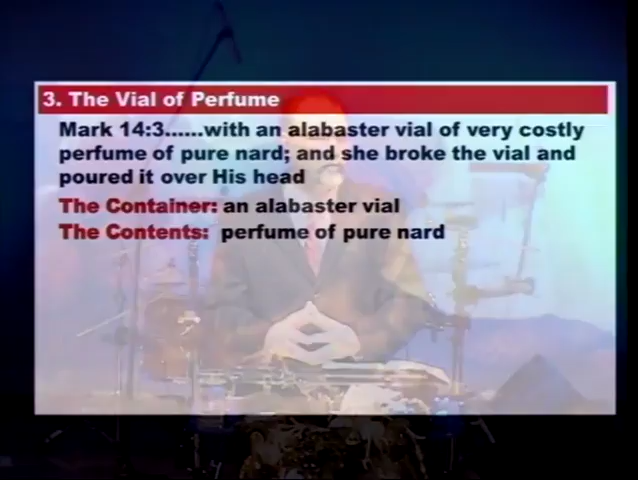 3. The Vial of Perfume
Mark 14:3......with an alabaster vial of very costly
perfume of pure nard; and she broke the vial and
poured it over His head
The Container: an alabaster vial
The Contents: perfume of pure nard